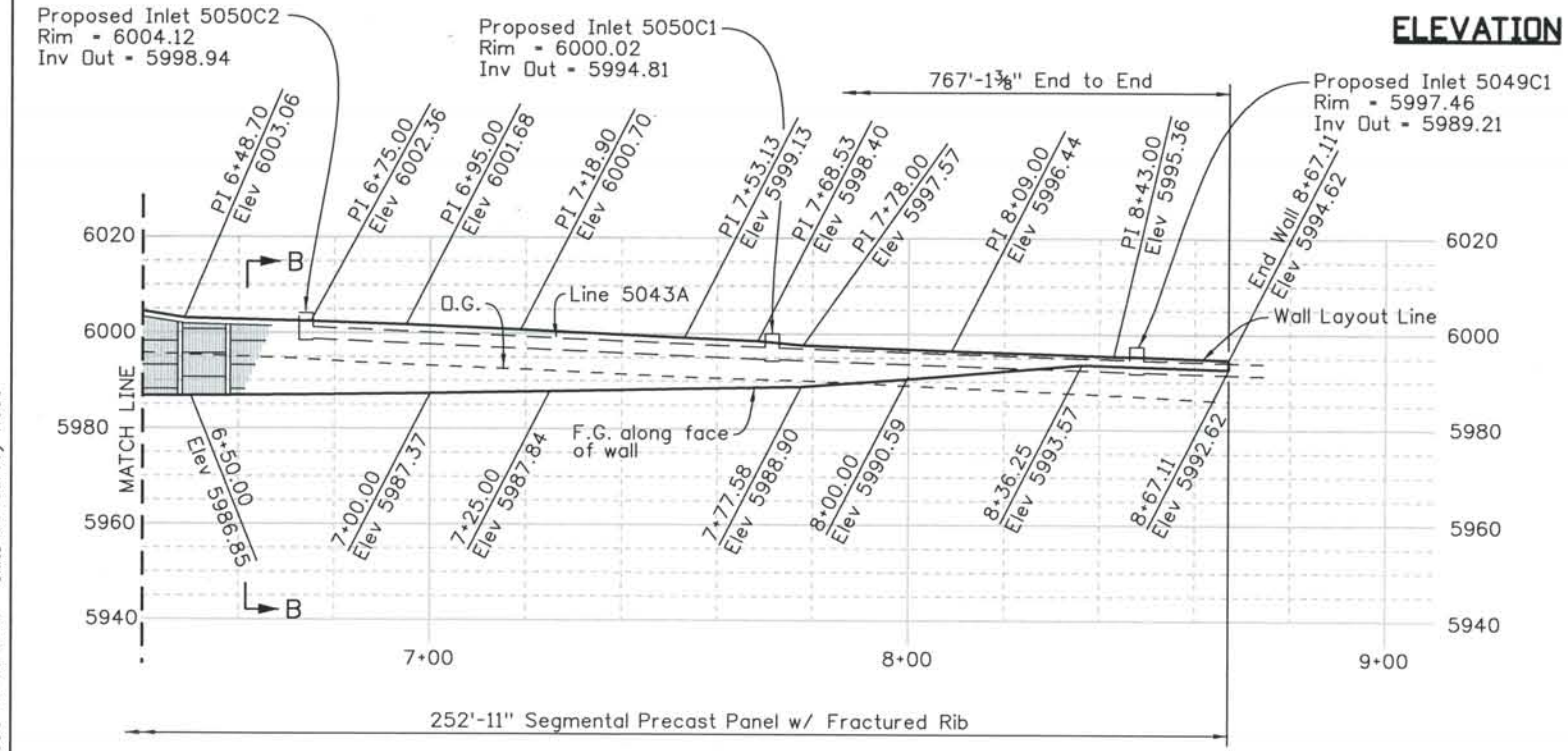 Proposed Inlet 5050C2
Rim = 6004.12
Inv Out = 5998.94
Proposed Inlet 5050C1
Rim = 6000.02
Inv Out = 5994.81
ELEVATION
767'-1⅜" End to End
Proposed Inlet 5049C1
Rim = 5997.46
Inv Out = 5989.21
PI 6+48.70
Elev 6003.06
PI 6+75.00
Elev 6002.36
PI 6+95.00
Elev 6001.68
PI 7+18.90
Elev 6000.70
PI 7+53.13
Elev 5999.13
PI 7+68.53
Elev 5998.40
PI 7+78.00
Elev 5997.57
PI 8+09.00
Elev 5996.44
PI 8+43.00
Elev 5995.36
End Wall 8+67.11
Elev 5994.62
6020
6020
B
O.G.
Line 5043A
Wall Layout Line
6000
6000
MATCH LINE
F.G. along face
of wall
5980
5980
6+50.00
Elev 5986.85
7+00.00
Elev 5987.37
7+25.00
Elev 5987.84
7+77.58
Elev 5988.90
8+00.00
Elev 5990.59
8+36.25
Elev 5993.57
8+67.11
Elev 5992.62
5960
5960
B
5940
5940
7+00
8+00
9+00
252'-11" Segmental Precast Panel w/ Fractured Rib